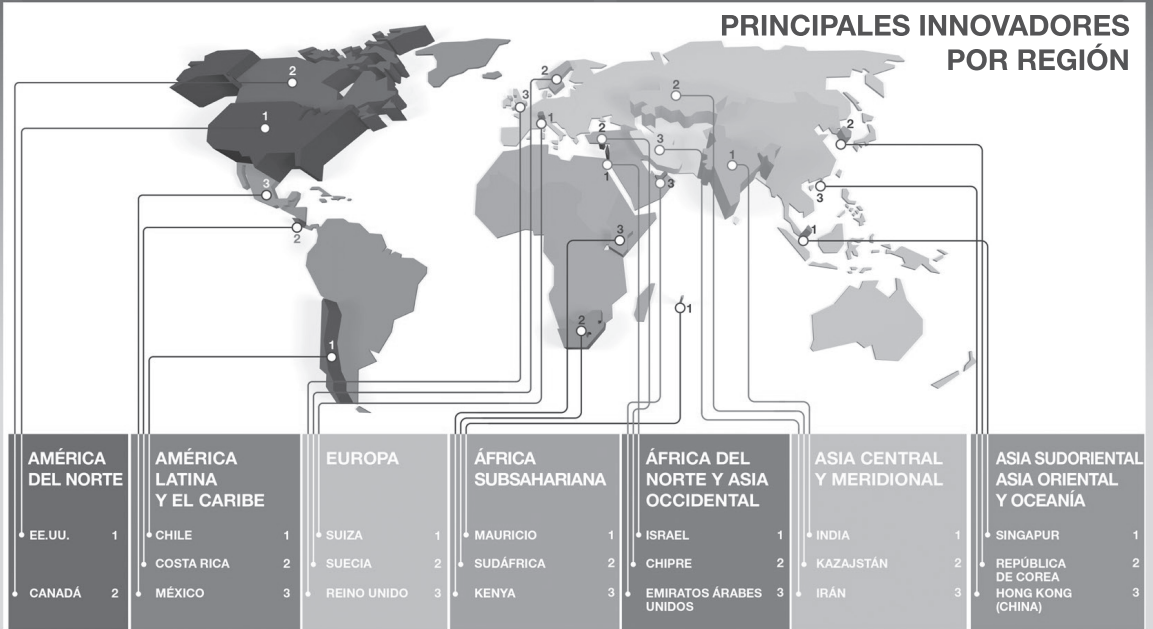 PRINCIPALES INNOVADORES
POR REGIÓN
2
1
3
2
1
2
3
1
2
1
3
3
2
1
2
3
1
2
3
1
1
AMÉRICA
DEL NORTE
EE.UU. 1
CANADÁ 2
AMÉRICA
LATINA
Y EL CARIBE
CHILE 1
COSTA RICA 2
MÉXICO 3
EUROPA
SUIZA 1
SUECIA 2
REINO UNIDO 3
ÁFRICA
SUBSAHARIANA
MAURICIO 1
SUDÁFRICA 2
KENYA 3
ÁFRICA DEL
NORTE Y ASIA
OCCIDENTAL
ISRAEL 1
CHIPRE 2
EMIRATOS ÁRABES 3
UNIDOS
ASIA CENTRAL
Y MERIDIONAL
INDIA 1
KAZAJSTÁN 2
IRÁN 3
ASIA SUDORIENTAL
ASIA ORIENTAL
Y OCEANÍA
SINGAPUR 1
REPÚBLICA 2
DE COREA
HONG KONG 3
(CHINA)